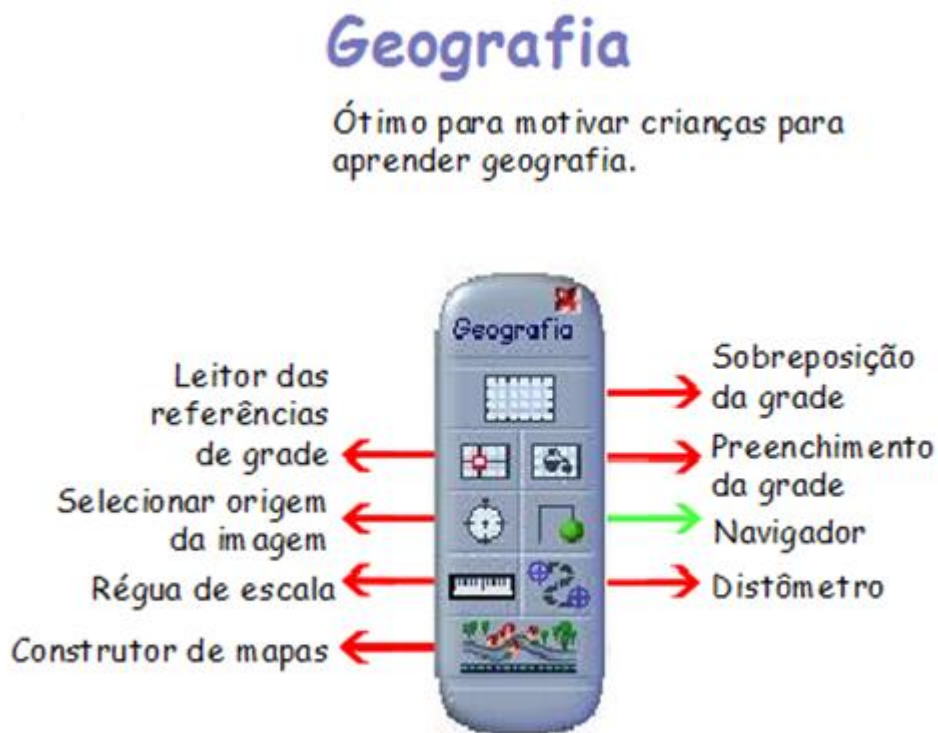 Geografia
Ótimo para motivar crianças para
aprender geografia.
Geografia
Leitor das
referências
de grade
Selecionar origem
da imagem
Régua de escala
Construtor de mapas
Sobreposição
da grade
Preenchimento
da grade
Navigador
Distômetro